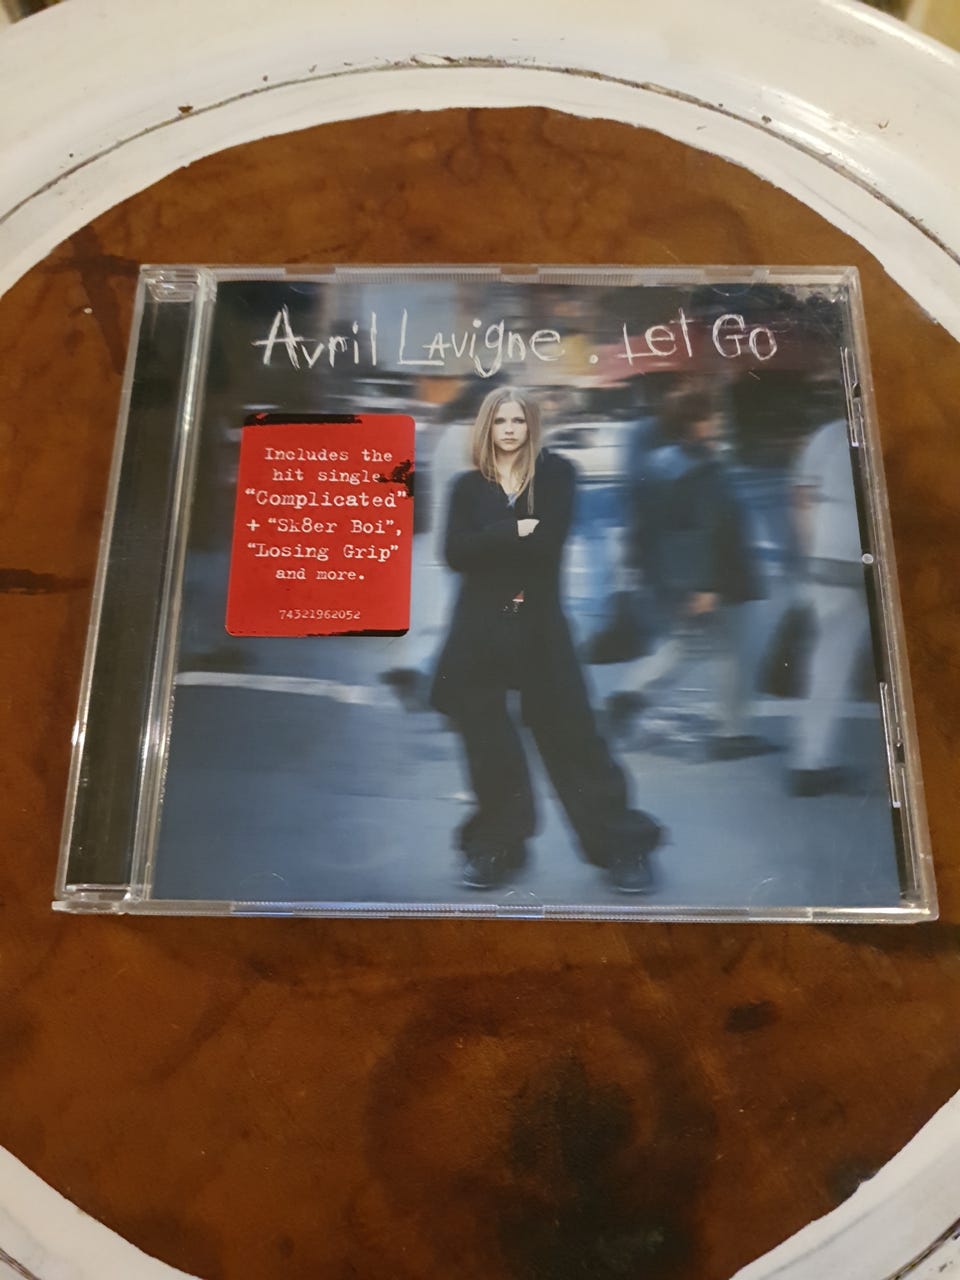 Avril Lavigne . Let Go
Includes the
hit single
“Complicated”
+ “Sk8er Boi”,
“Losing Grip”
and more.
74321962052